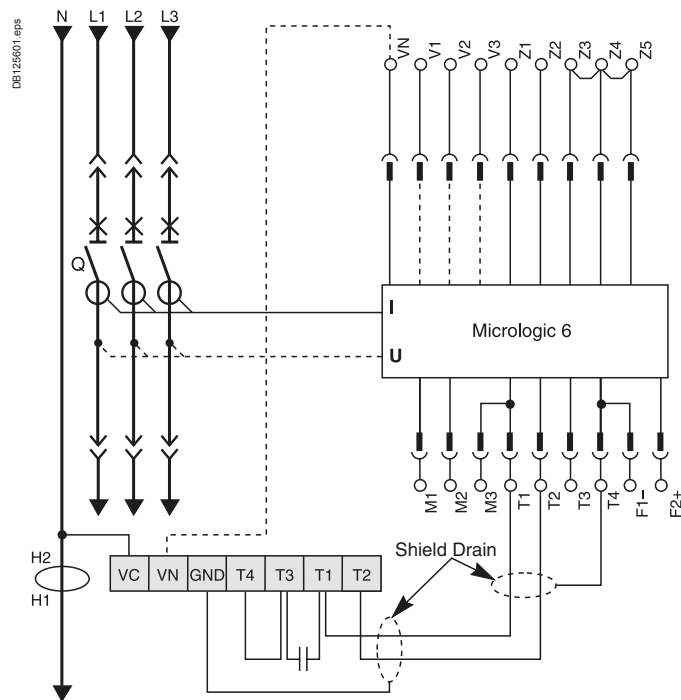 DB125601.eps
N L1 L2 L3
VN V1 V2 V3 Z1 Z2 Z3 Z4 Z5
Q
I
Micrologic 6
U
M1 M2 M3 T1 T2 T3 T4 F1– F2+
Shield Drain
H2
VC VN GND T4 T3 T1 T2
H1